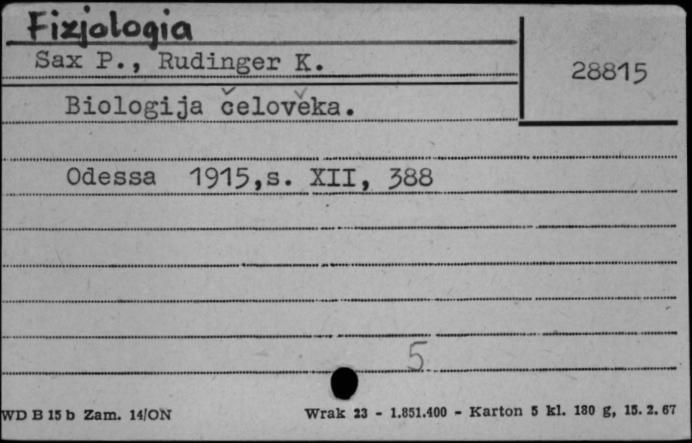 Fizjologia
Sax P., Rudinger K.
28815
Biologija čelověka.
Odessa 1915,s. XII, 388
5
WD B 15 b Zam. 14/ON
Wrak 23 - 1.851.400 - Karton 5 kl. 180 g, 15. 2. 67